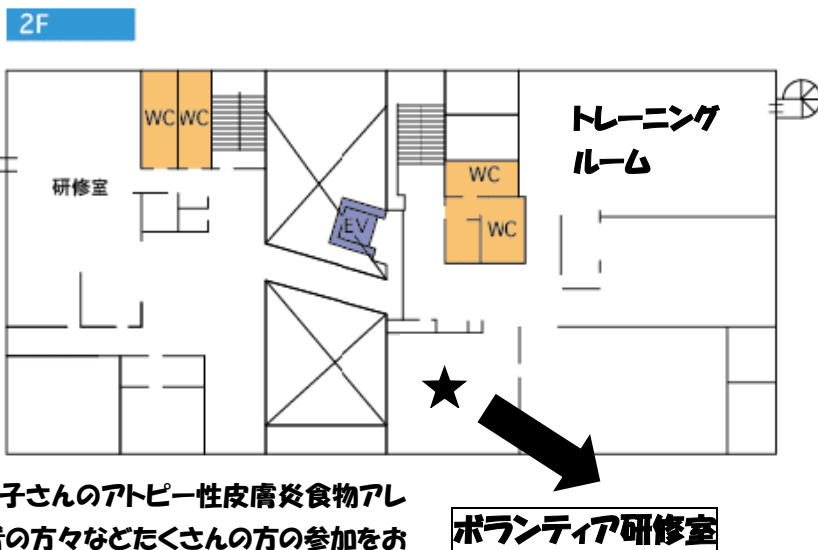 2F
WC WC
トレーニング
ルーム
研修室
WC
EV
WC
子さんのアトピー性皮膚炎食物アレ
の方々などたくさんの方の参加をお
ボランティア研修室